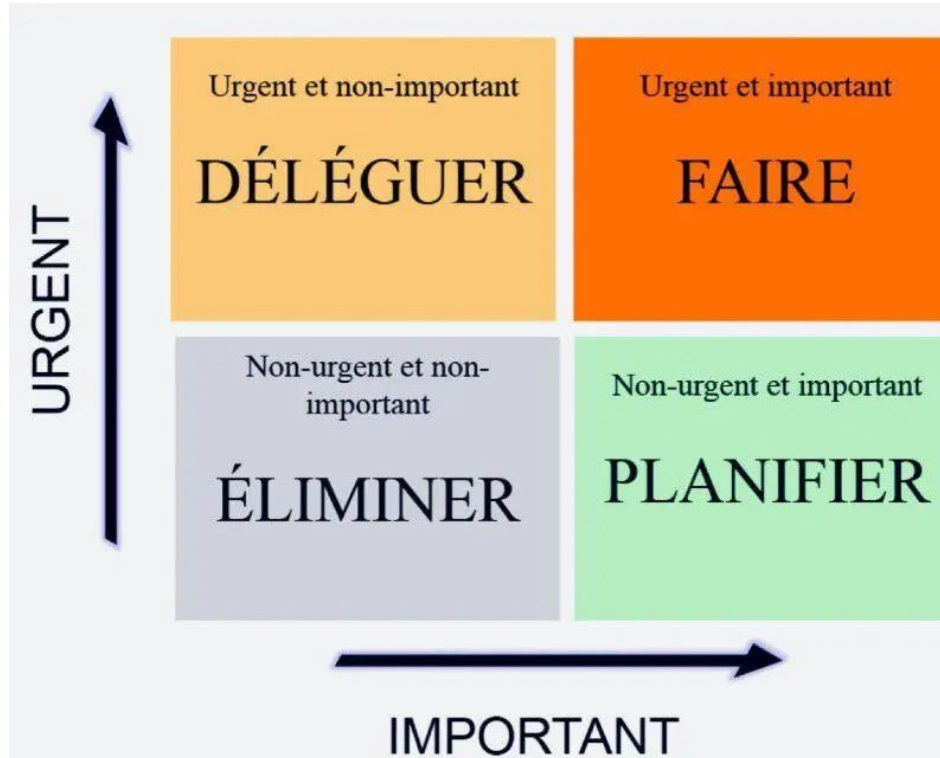 Urgent et non-important
DÉLÉGUER
Urgent et important
FAIRE
URGENT
Non-urgent et non-
important
ÉLIMINER
Non-urgent et important
PLANIFIER
IMPORTANT